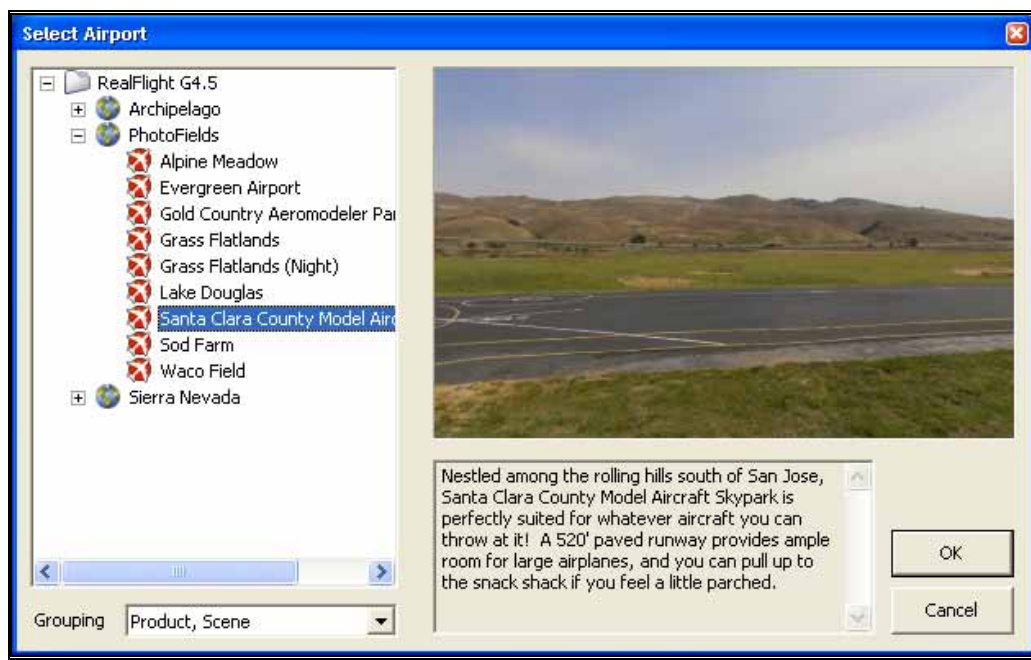 Select Airport
RealFlight G4.5
Archipelago
PhotoFields
Alpine Meadow
Evergreen Airport
Gold Country Aeromodeler Par
Grass Flatlands
Grass Flatlands (Night)
Lake Douglas
Santa Clara County Model Airc
Sod Farm
Waco Field
Sierra Nevada
Grouping
Product, Scene
Nestled among the rolling hills south of San Jose,
Santa Clara County Model Aircraft Skypark is
perfectly suited for whatever aircraft you can
throw at it!  A 520' paved runway provides ample
room for large airplanes, and you can pull up to
the snack shack if you feel a little parched.
OK
Cancel